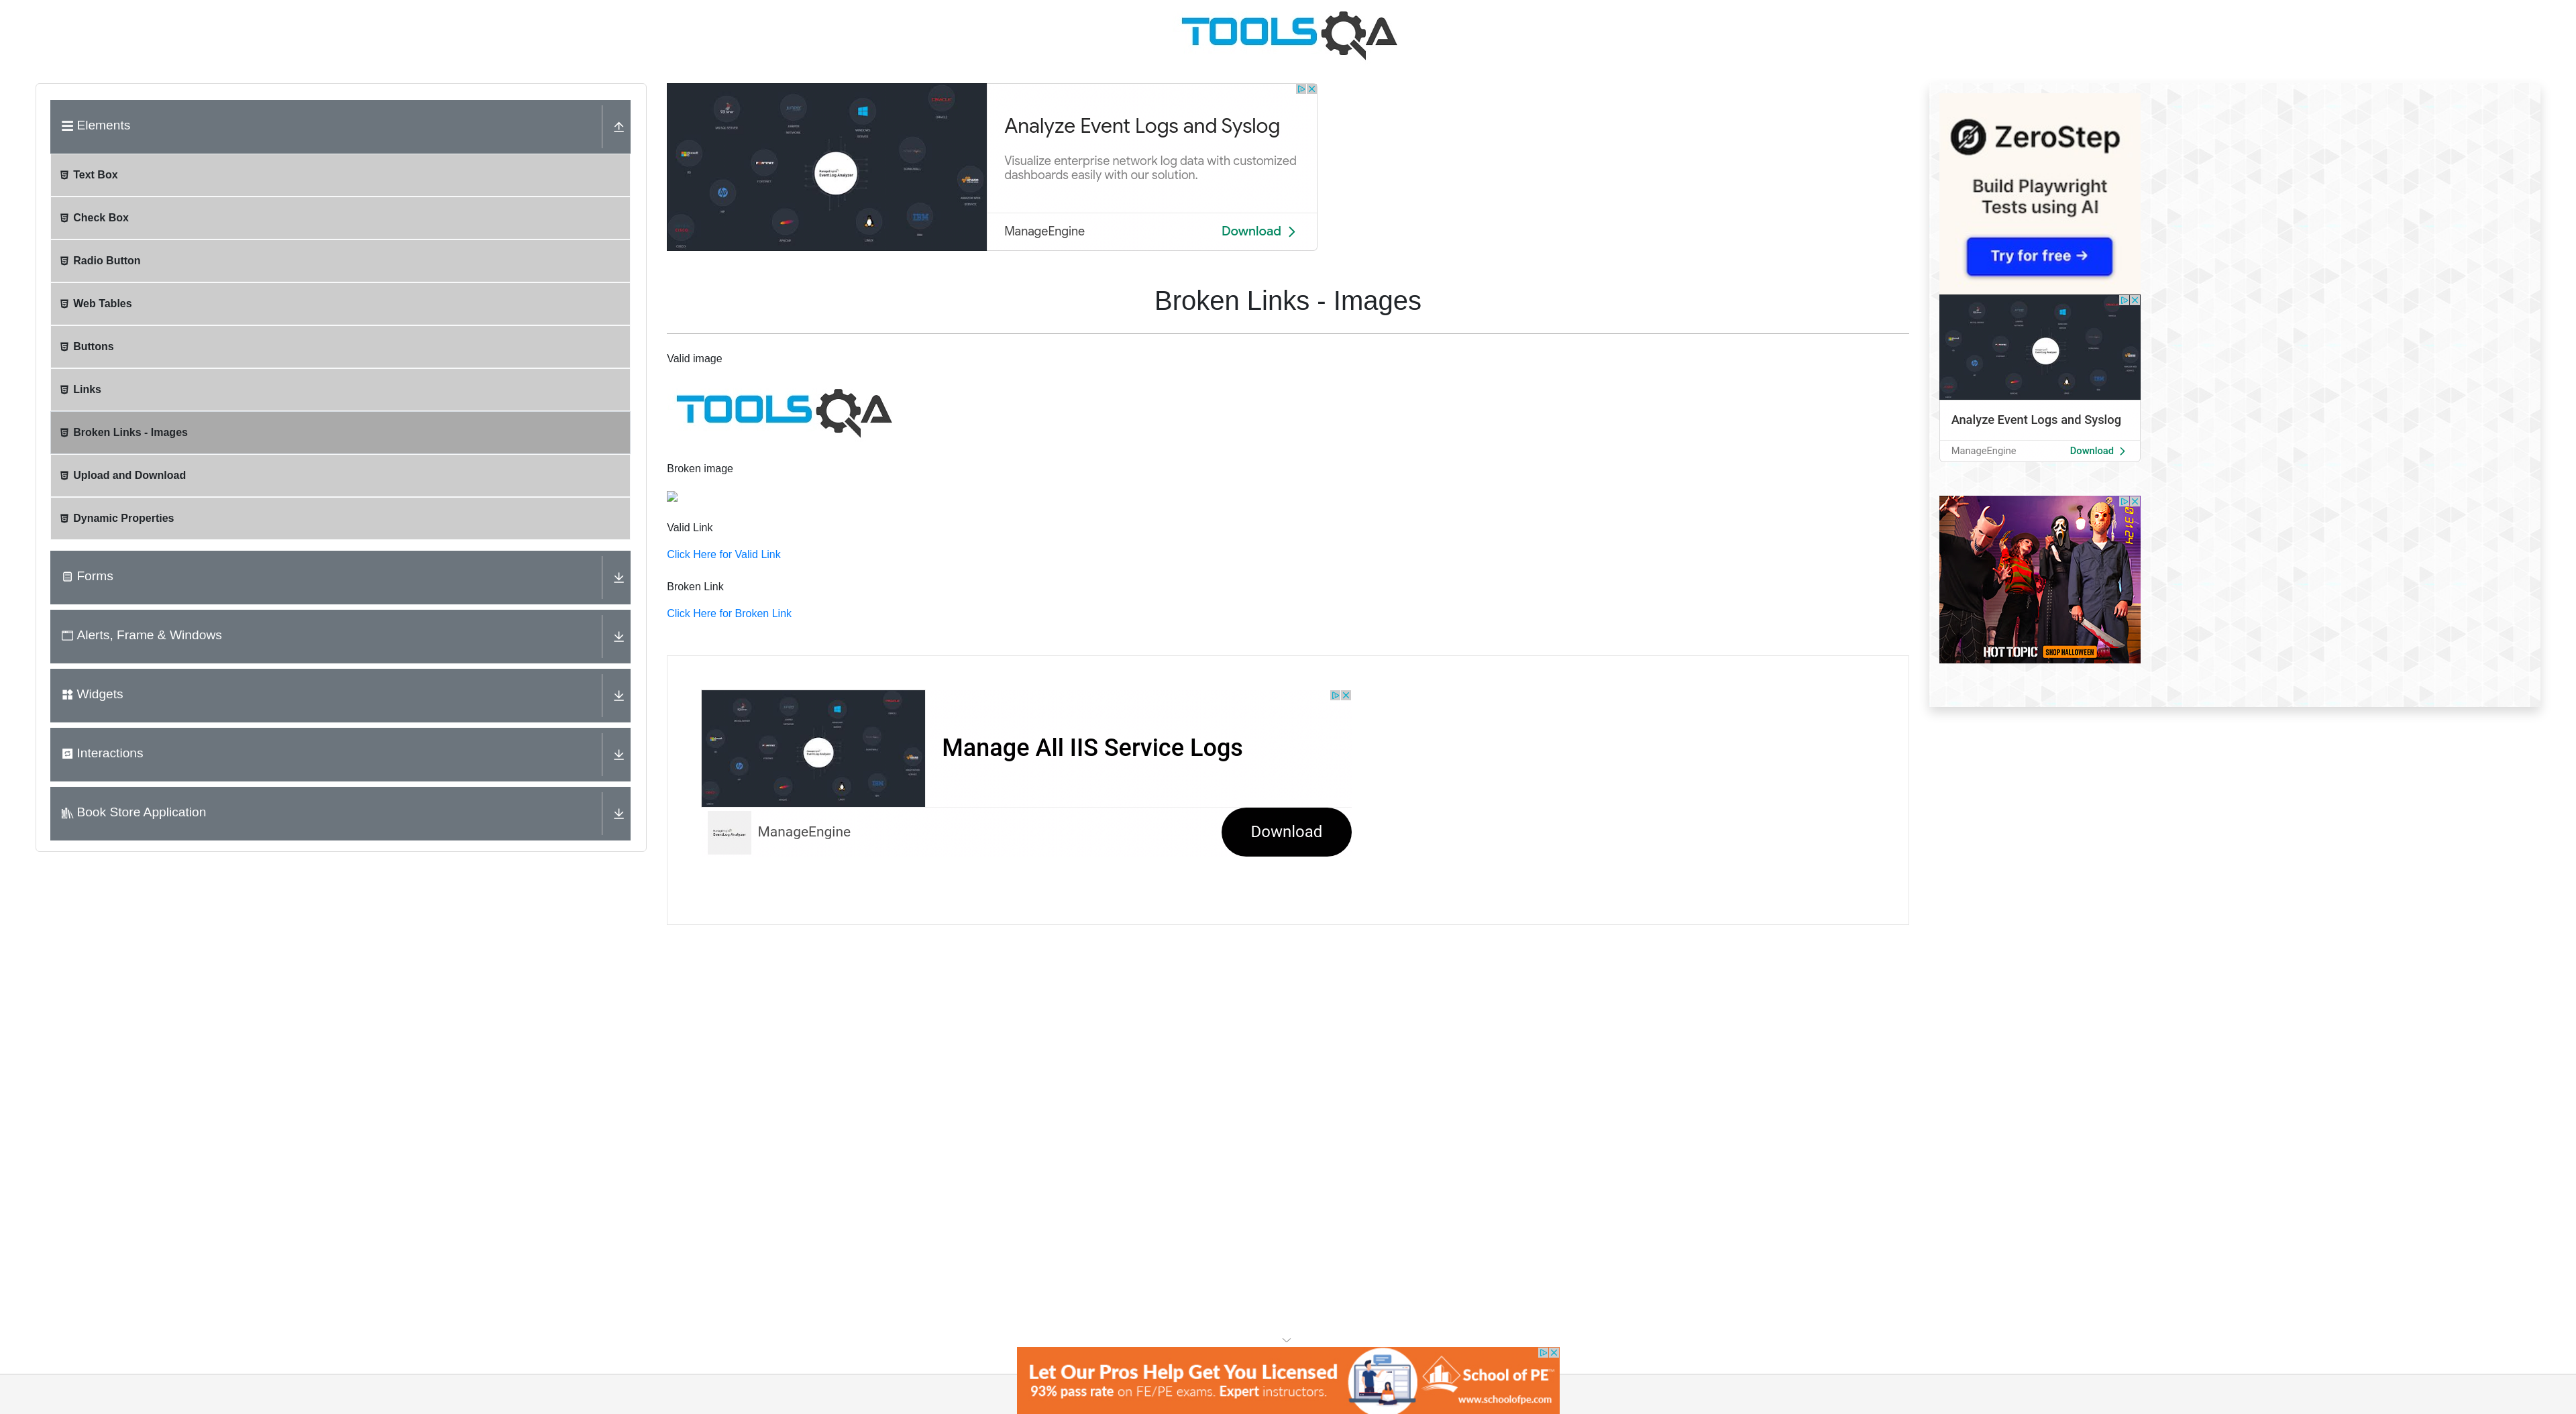 TOOLSQA
Elements
Text Box
Check Box
Radio Button
Web Tables
Buttons
Links
Broken Links - Images
Upload and Download
Dynamic Properties
Forms
Alerts, Frame & Windows
Widgets
Interactions
Book Store Application
Analyze Event Logs and Syslog
Visualize enterprise network log data with customized
dashboards easily with our solution.
ManageEngine
Download
Broken Links - Images
Valid image
TOOLSQA
Broken image
Valid Link
Click Here for Valid Link
Broken Link
Click Here for Broken Link
Manage All IIS Service Logs
ManageEngine
Download
ZeroStep
Build Playwright
Tests using AI
Try for free →
Analyze Event Logs and Syslog
ManageEngine
Download
HOT TOPIC
SHOP HALLOWEEN
Let Our Pros Help Get You Licensed
93% pass rate on FE/PE exams. Expert instructors.
School of PE
www.schoolofpe.com